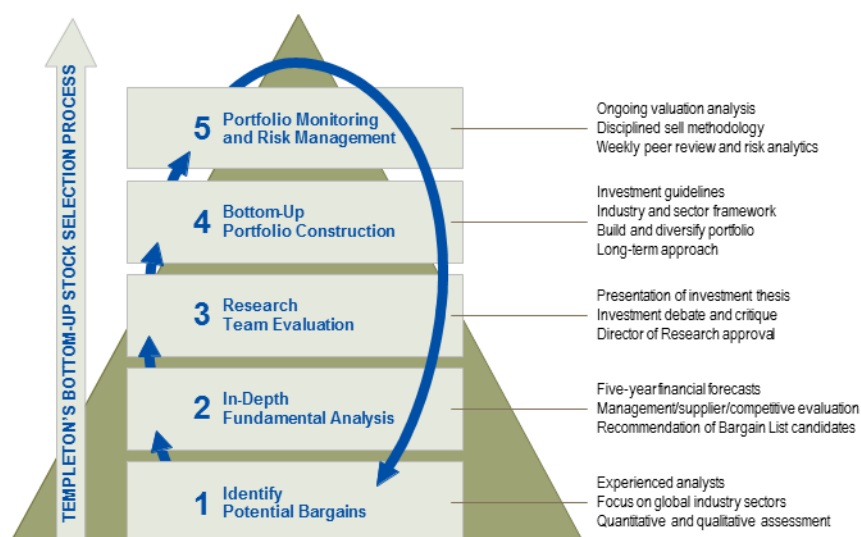 TEMPLETON'S BOTTOM-UP STOCK SELECTION PROCESS
5 Portfolio Monitoring
and Risk Management
Ongoing valuation analysis
Disciplined sell methodology
Weekly peer review and risk analytics
4 Bottom-Up
Portfolio Construction
Investment guidelines
Industry and sector framework
Build and diversify portfolio
Long-term approach
3 Research
Team Evaluation
Presentation of investment thesis
Investment debate and critique
Director of Research approval
2 In-Depth
Fundamental Analysis
Five-year financial forecasts
Management/supplier/competitive evaluation
Recommendation of Bargain List candidates
1 Identify
Potential Bargains
Experienced analysts
Focus on global industry sectors
Quantitative and qualitative assessment